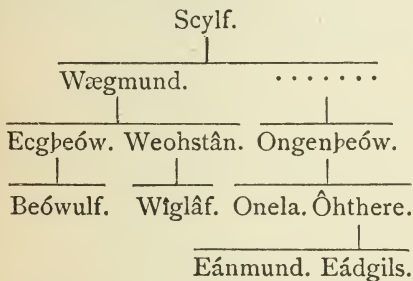 Scylf.
Wægmund. . . . . . . .
Ecgþeów. Weohstân. Ongenþeów.
Beówulf. Wîglâf. Onela. Ôhthere.
Eánmund. Eádgils.